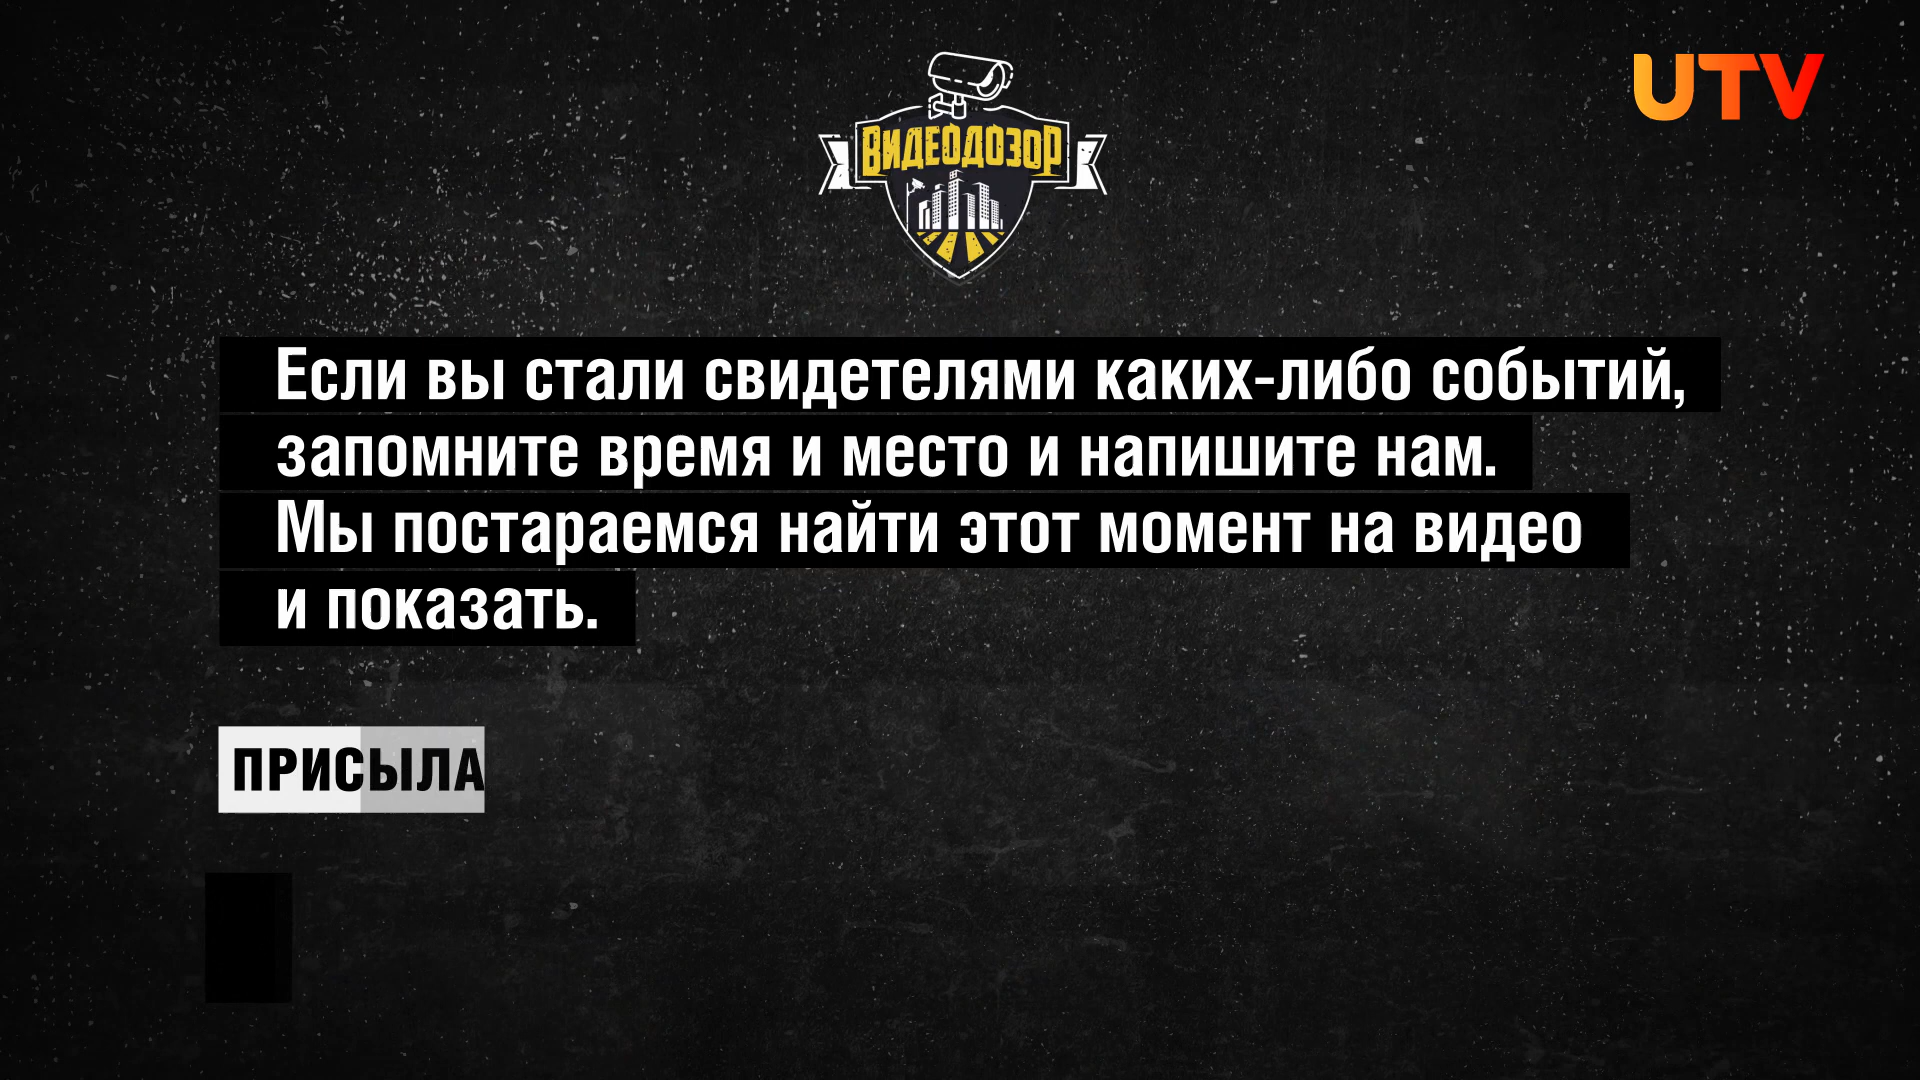 UTV
ВИДЕОДОЗОР
Если вы стали свидетелями каких-либо событий,
запомните время и место и напишите нам.
Мы постараемся найти этот момент на видео
и показать.
ПРИСЫЛА